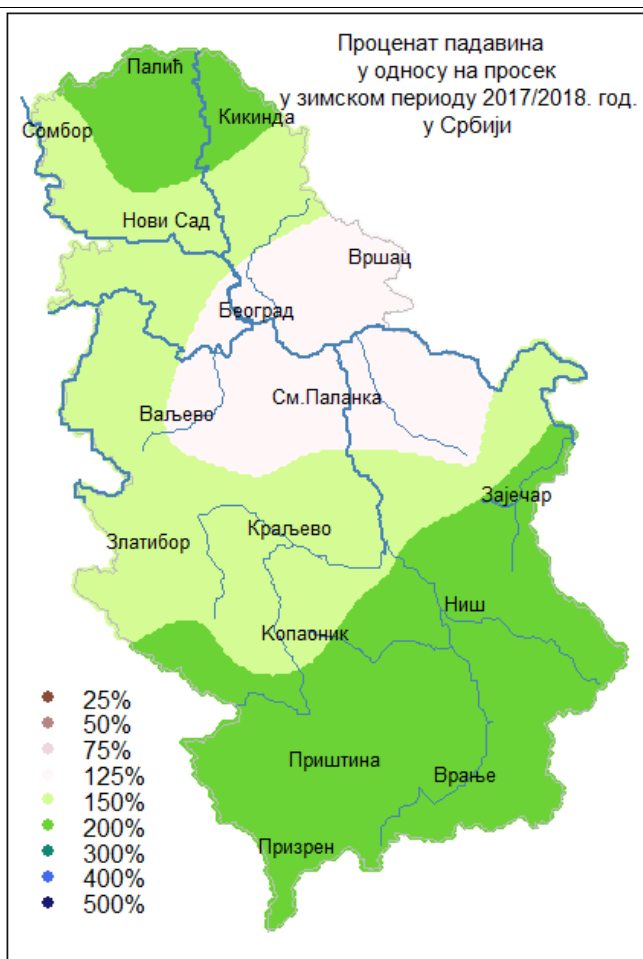 Проценат падавина
у односу на просек
у зимском периоду 2017/2018. год.
у Србији
Палић
Кикинда
Сомбор
Нови Сад
Вршац
Београд
См.Паланка
Ваљево
Зајечар
Краљево
Златибор
Ниш
Копаоник
Приштина
Врање
Призрен
25%
50%
75%
125%
150%
200%
300%
400%
500%